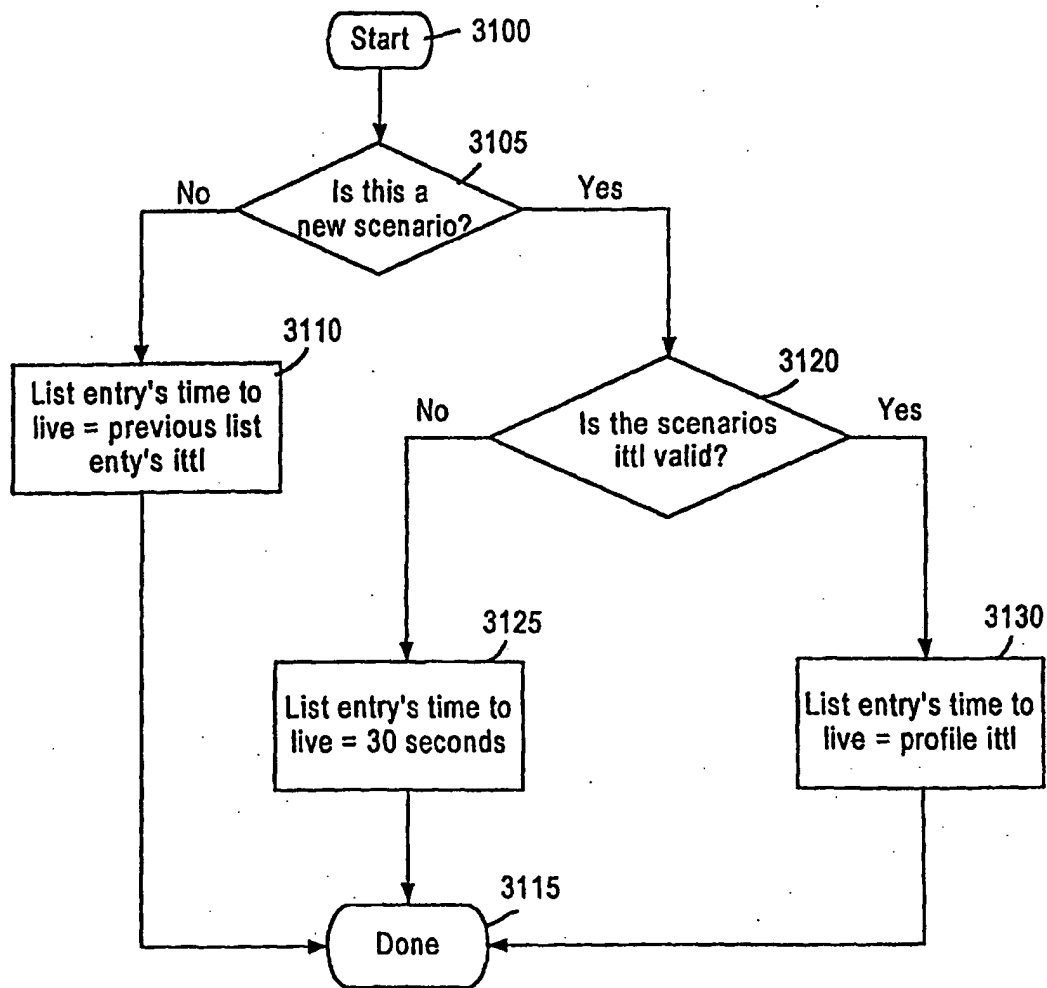 Start
3100
3105
Is this a
new scenario?
No
Yes
3110
List entry's time to
live = previous list
enty's ittl
3120
Is the scenarios
ittl valid?
No
Yes
3125
List entry's time to
live = 30 seconds
3130
List entry's time to
live = profile ittl
3115
Done